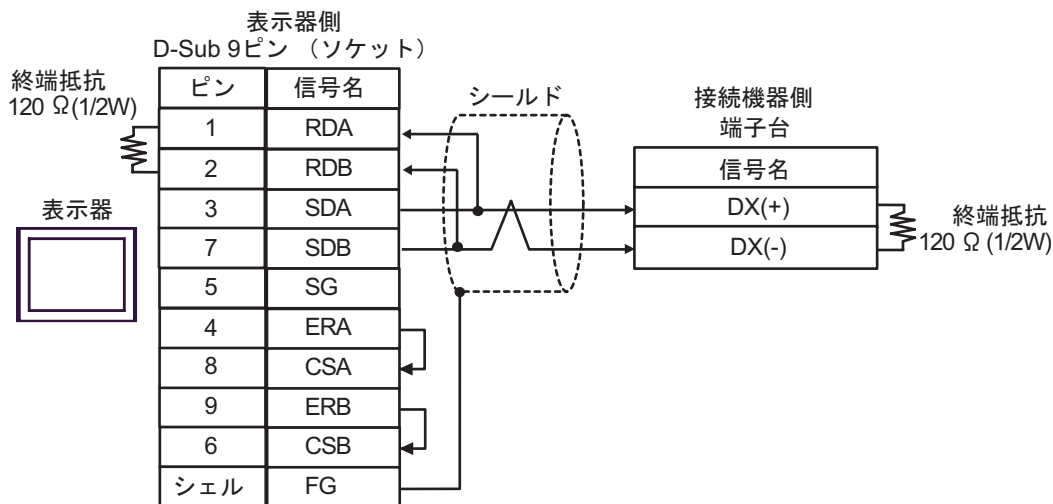 表示器側
D-Sub 9ピン （ソケット）
終端抵抗
120 Ω(1/2W)
表示器
ピン 信号名
1 RDA
2 RDB
3 SDA
7 SDB
5 SG
4 ERA
8 CSA
9 ERB
6 CSB
シェル FG
シールド
接続機器側
端子台
信号名
DX(+)
DX(-)
終端抵抗
120 Ω (1/2W)